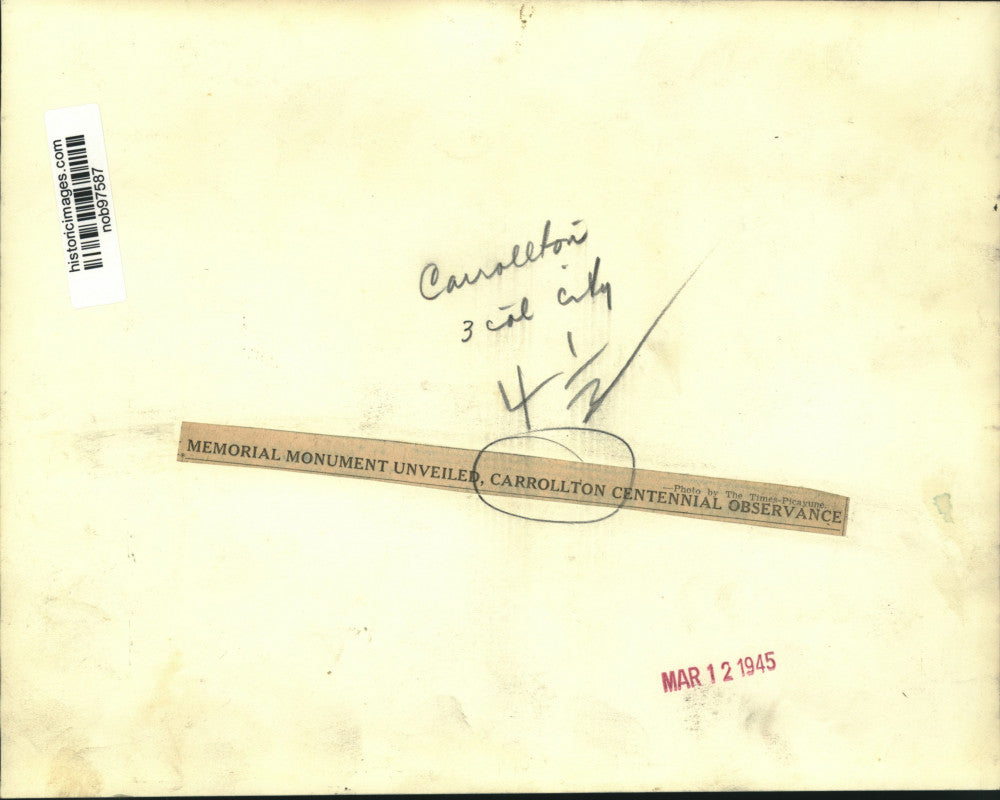 historicimages.com
nob97587
Carrollton
3 col city
4 1/2
—Photo by The Times-Picayune.
MEMORIAL MONUMENT UNVEILED, CARROLLTON CENTENNIAL OBSERVANCE
MAR 12 1945